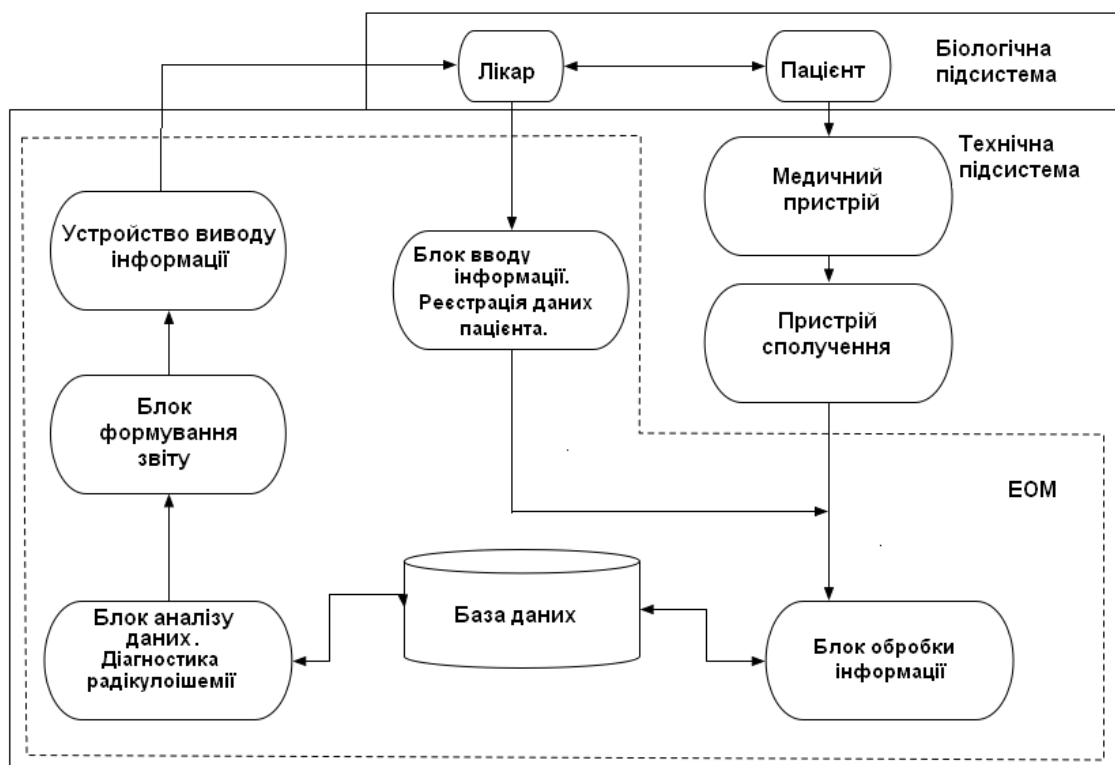 Лікар
Пацієнт
Біологічна
підсистема
Технічна
підсистема
Медичний
пристрій
Устройство виводу
інформації
Блок вводу
інформації.
Реєстрація даних
пацієнта.
Пристрій
сполучення
Блок
формування
звіту
ЕОМ
База даних
Блок аналізу
даних.
Діагностика
радікулоішемії
Блок обробки
інформації